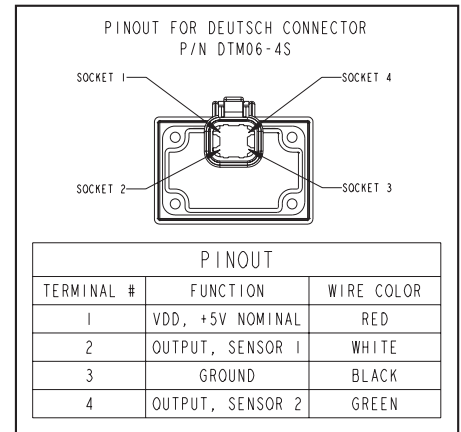 PINOUT FOR DEUTSCH CONNECTOR
P/N DTM06-4S
SOCKET 1
SOCKET 4
SOCKET 2
SOCKET 3
PINOUT
TERMINAL # FUNCTION WIRE COLOR
1 VDD, +5V NOMINAL RED
2 OUTPUT, SENSOR 1 WHITE
3 GROUND BLACK
4 OUTPUT, SENSOR 2 GREEN